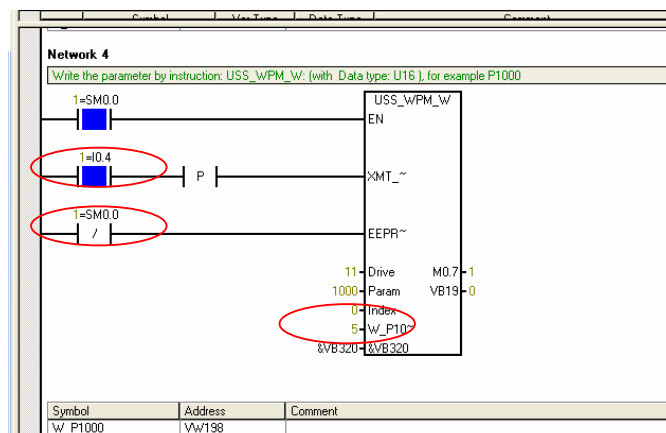 Symbol Var Type Data Type Comment
Network 4
Write the parameter by instruction: USS_WPM_W: (with Data type: U16 ), for example P1000
1=SM0.0
USS_WPM_W
EN
1=I0.4
P
XMT_~
1=SM0.0
/
EEPR~
11 Drive M0.7 1
1000 Param VB19 0
0 Index
5 W_P10~
&VB320 &VB320
Symbol Address Comment
W_P1000 VW198